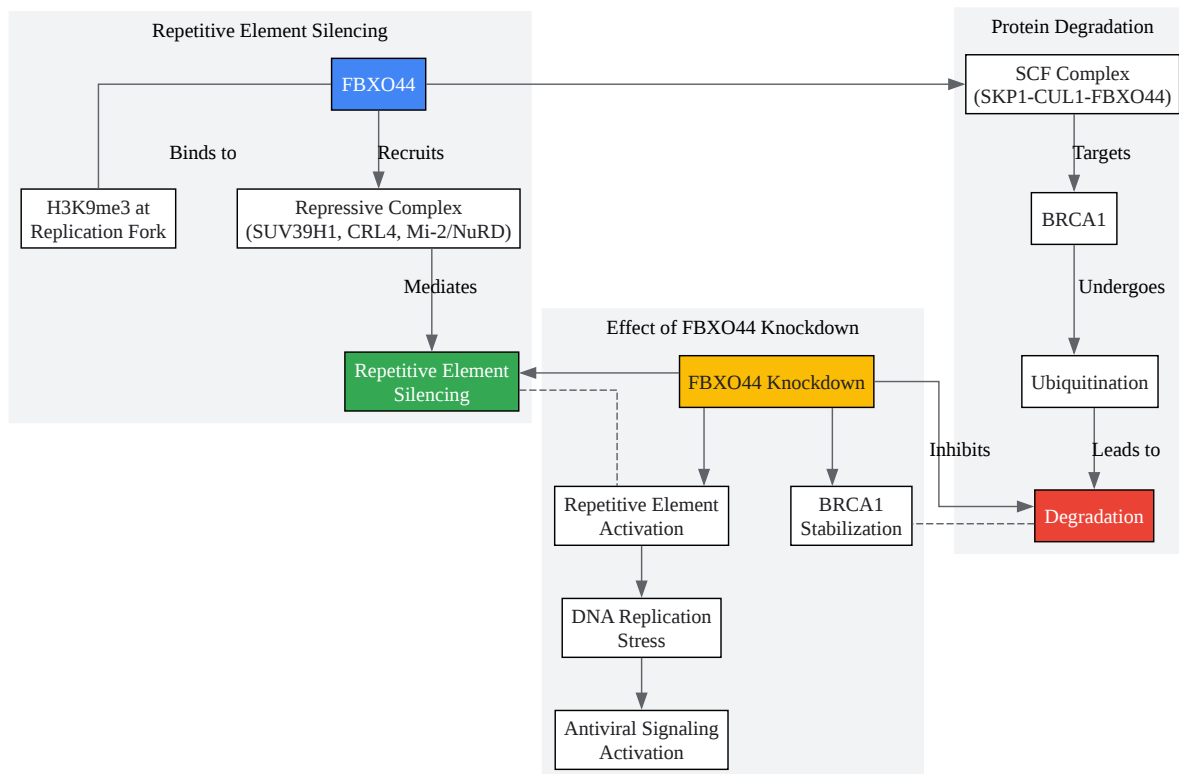 Repetitive Element Silencing
FBXO44
Binds to
Recruits
H3K9me3 at
Replication Fork
Repressive Complex
(SUV39H1, CRL4, Mi-2/NuRD)
Mediates
Repetitive Element
Silencing
Protein Degradation
SCF Complex
(SKP1-CUL1-FBXO44)
Targets
BRCA1
Undergoes
Ubiquitination
Leads to
Degradation
Effect of FBXO44 Knockdown
FBXO44 Knockdown
Inhibits
Repetitive Element
Activation
BRCA1
Stabilization
DNA Replication
Stress
Antiviral Signaling
Activation